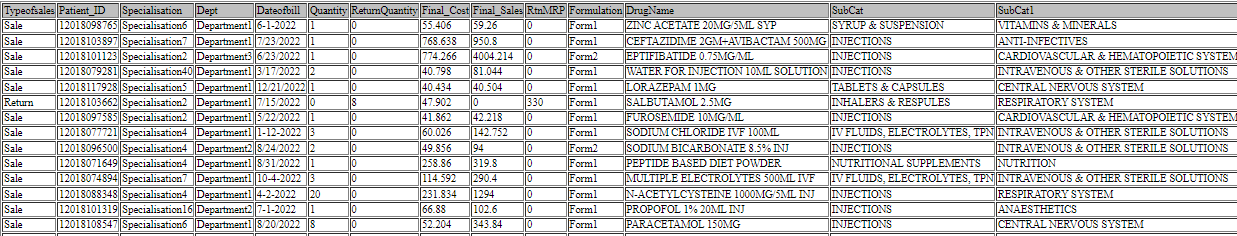 Typeofsales Patient_ID Specialisation Dept Dateofbill Quantity ReturnQuantity Final_Cost Final_Sales RtnMRP Formulation DrugName SubCat SubCat1
Sale 12018098765 Specialisation6 Department1 6-1-2022 1 0 55.406 59.26 0 Form1 ZINC ACETATE 20MG/5ML SYP SYRUP & SUSPENSION VITAMINS & MINERALS
Sale 12018103897 Specialisation7 Department1 7/23/2022 1 0 768.638 950.8 0 Form1 CEFTAZIDIME 2GM+AVIBACTAM 500MG INJECTIONS ANTI-INFECTIVES
Sale 12018101123 Specialisation2 Department3 6/23/2022 1 0 774.266 4004.214 0 Form2 EPTIFIBATIDE 0.75MG/ML INJECTIONS CARDIOVASCULAR & HEMATOPOIETIC SYSTEM
Sale 12018079281 Specialisation40 Department1 3/17/2022 2 0 40.798 81.044 0 Form1 WATER FOR INJECTION 10ML SOLUTION INJECTIONS INTRAVENOUS & OTHER STERILE SOLUTIONS
Sale 12018117928 Specialisation5 Department1 12/21/2022 1 0 40.434 40.504 0 Form1 LORAZEPAM 1MG TABLETS & CAPSULES CENTRAL NERVOUS SYSTEM
Return 12018103662 Specialisation2 Department1 7/15/2022 0 8 47.902 0 330 Form1 SALBUTAMOL 2.5MG INHALERS & RESPULES RESPIRATORY SYSTEM
Sale 12018097585 Specialisation2 Department1 5/22/2022 1 0 41.862 42.218 0 Form1 FUROSEMIDE 10MG/ML INJECTIONS CARDIOVASCULAR & HEMATOPOIETIC SYSTEM
Sale 12018077721 Specialisation4 Department1 1-12-2022 3 0 60.026 142.752 0 Form1 SODIUM CHLORIDE IVF 100ML IV FLUIDS, ELECTROLYTES, TPN INTRAVENOUS & OTHER STERILE SOLUTIONS
Sale 12018096500 Specialisation4 Department2 8/24/2022 2 0 49.856 94 0 Form2 SODIUM BICARBONATE 8.5% INJ INJECTIONS INTRAVENOUS & OTHER STERILE SOLUTIONS
Sale 12018071649 Specialisation4 Department1 8/31/2022 1 0 258.86 319.8 0 Form1 PEPTIDE BASED DIET POWDER NUTRITIONAL SUPPLEMENTS NUTRITION
Sale 12018074894 Specialisation7 Department1 10-4-2022 3 0 114.592 290.4 0 Form1 MULTIPLE ELECTROLYTES 500ML IVF IV FLUIDS, ELECTROLYTES, TPN INTRAVENOUS & OTHER STERILE SOLUTIONS
Sale 12018088348 Specialisation4 Department1 4-2-2022 20 0 231.834 1294 0 Form1 N-ACETYLCYSTEINE 1000MG/5ML INJ INJECTIONS RESPIRATORY SYSTEM
Sale 12018101319 Specialisation16 Department2 7-1-2022 1 0 66.88 102.6 0 Form1 PROPOFOL 1% 20ML INJ INJECTIONS ANAESTHETICS
Sale 12018108547 Specialisation6 Department1 8/20/2022 8 0 52.204 343.84 0 Form1 PARACETAMOL 150MG INJECTIONS CENTRAL NERVOUS SYSTEM